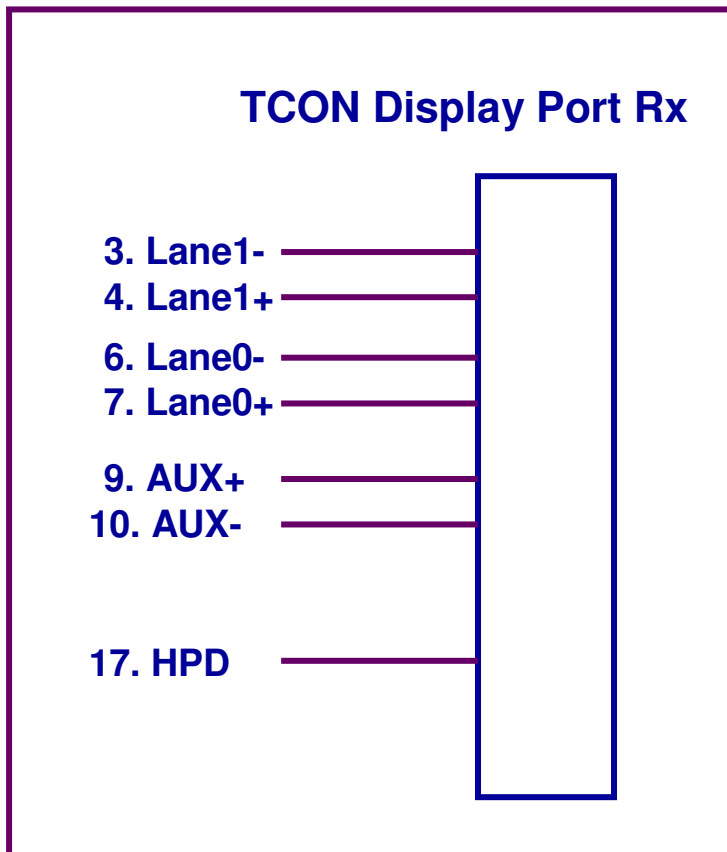 TCON Display Port Rx
3. Lane1-
4. Lane1+
6. Lane0-
7. Lane0+
9. AUX+
10. AUX-
17. HPD